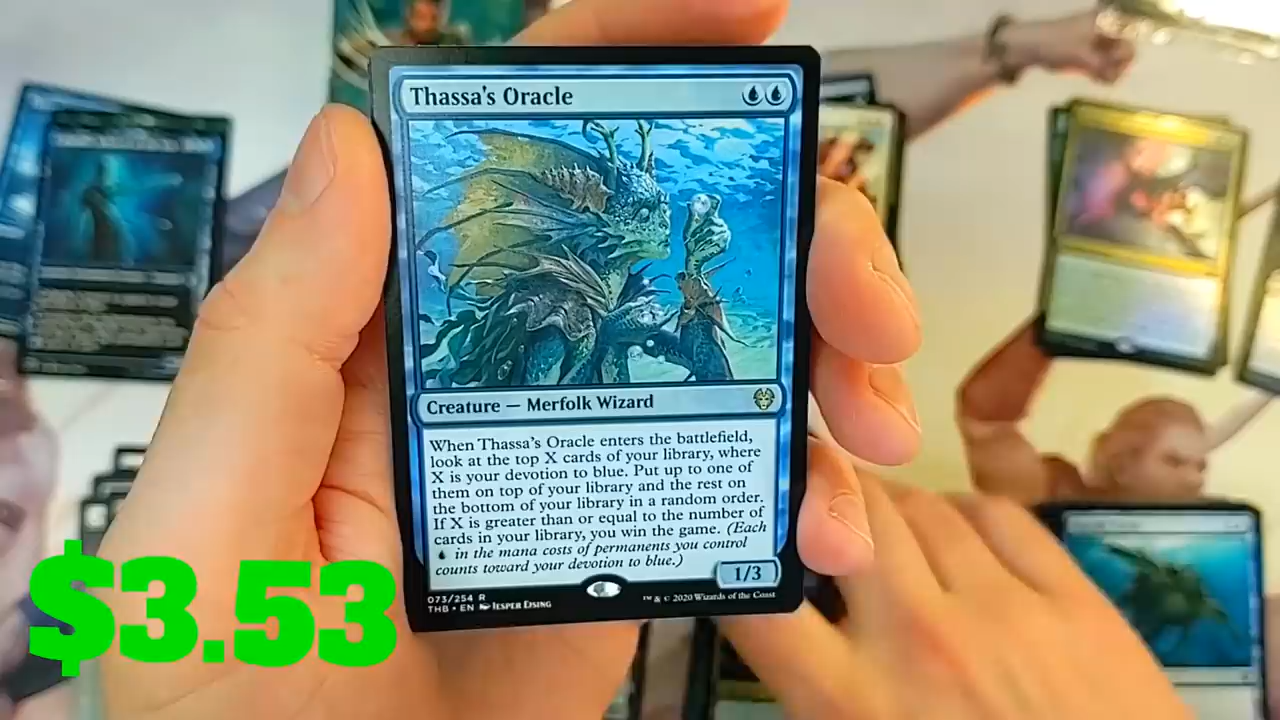 Thassa's Oracle
Creature — Merfolk Wizard
When Thassa's Oracle enters the battlefield,
look at the top X cards of your library, where
X is your devotion to blue. Put up to one of
them on top of your library and the rest on
the bottom of your library in a random order.
If X is greater than or equal to the number of
cards in your library, you win the game. (Each
in the mana costs of permanents you control
counts toward your devotion to blue.)
1/3
073/254 R
THB • EN Jesper Ejsing
™ & © 2020 Wizards of the Coast
$3.53